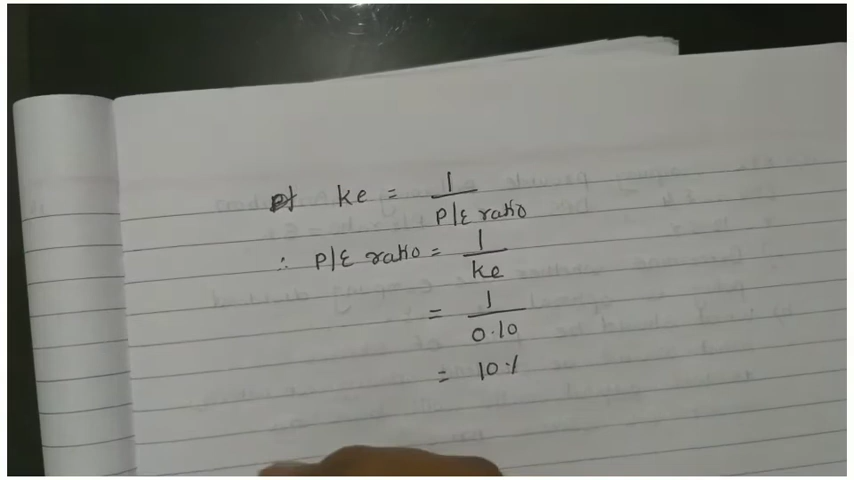 ke = 1 / P/E ratio
∴ P/E ratio = 1 / ke
= 1 / 0.10
= 10%